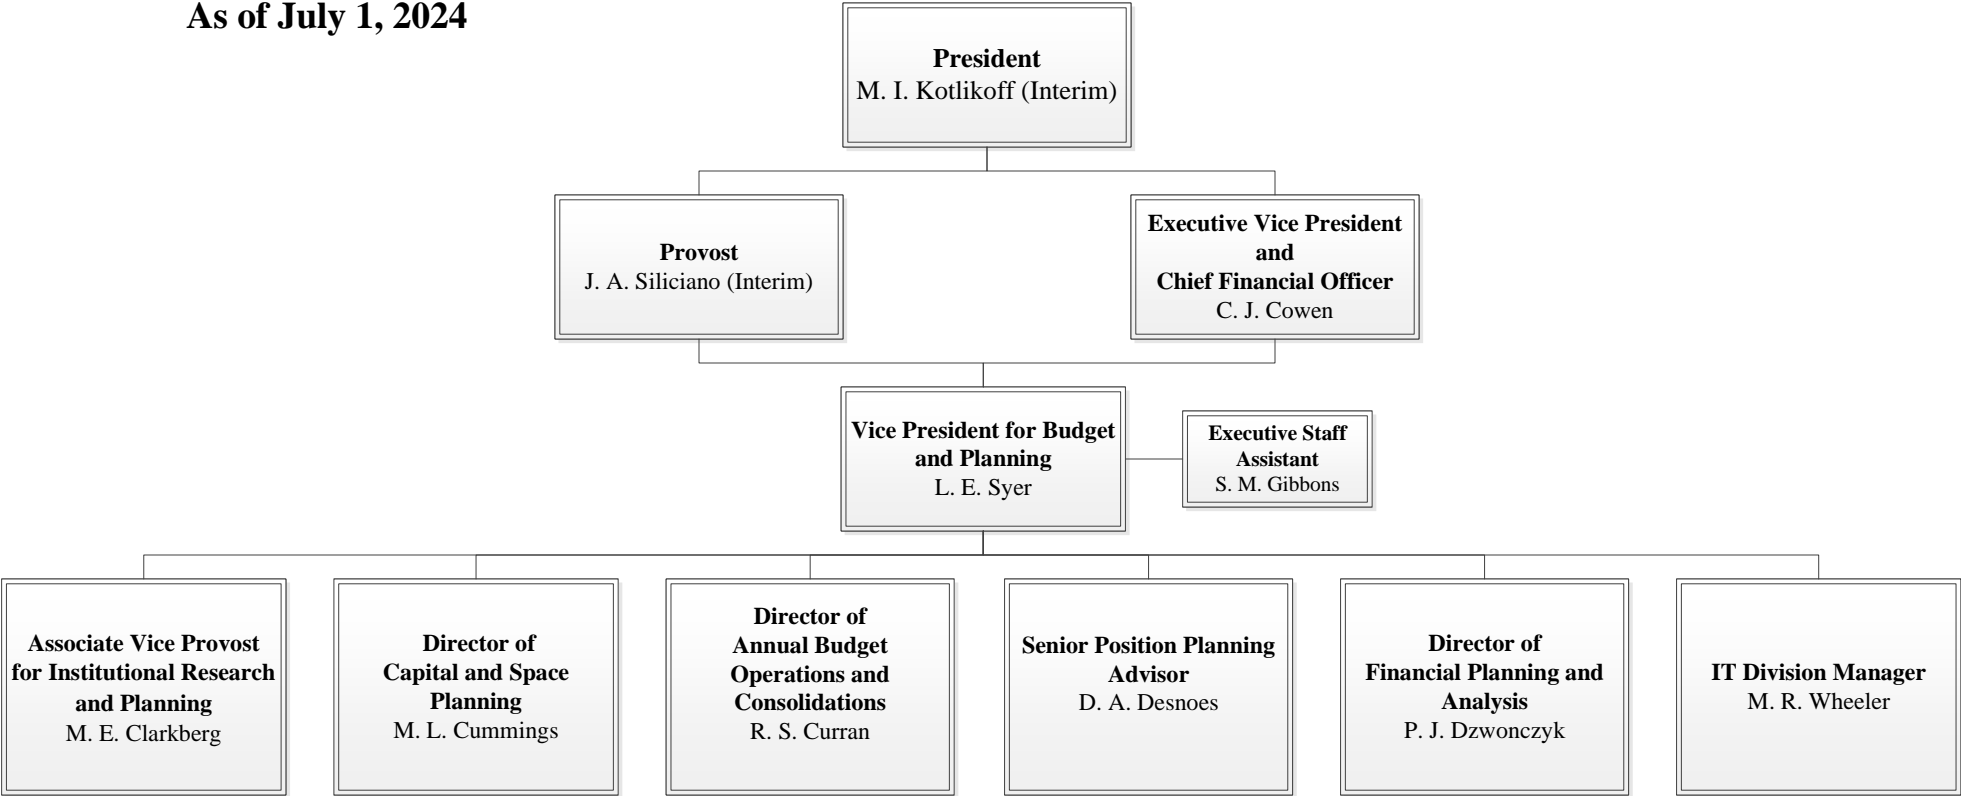 As of July 1, 2024
President
M. I. Kotlikoff (Interim)
Provost
J. A. Siliciano (Interim)
Executive Vice President
and
Chief Financial Officer
C. J. Cowen
Vice President for Budget
and Planning
L. E. Syer
Executive Staff
Assistant
S. M. Gibbons
Associate Vice Provost
for Institutional Research
and Planning
M. E. Clarkberg
Director of
Capital and Space
Planning
M. L. Cummings
Director of
Annual Budget
Operations and
Consolidations
R. S. Curran
Senior Position Planning
Advisor
D. A. Desnoes
Director of
Financial Planning and
Analysis
P. J. Dzwonczyk
IT Division Manager
M. R. Wheeler